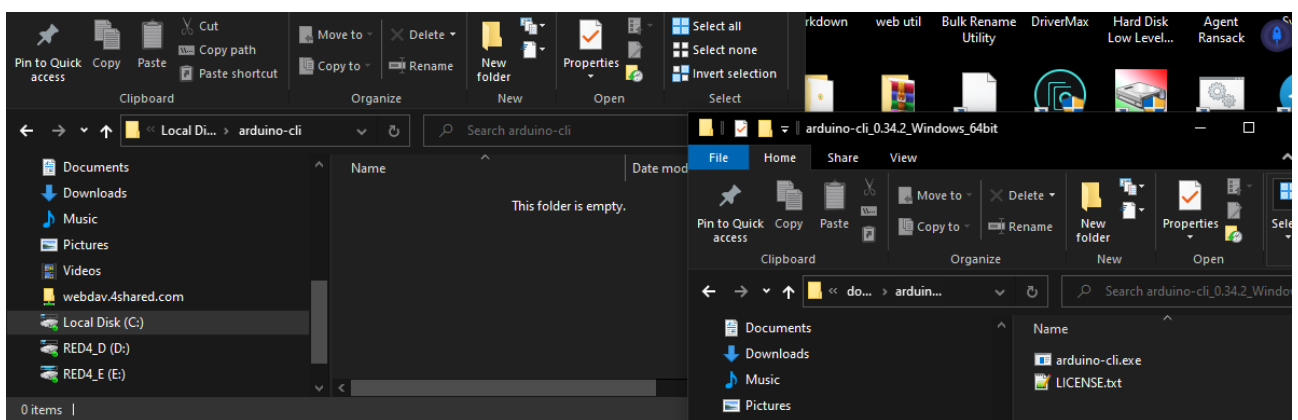 Cut
Copy path
Paste shortcut
Pin to Quick access
Copy
Paste
Clipboard
Move to
Copy to
Delete
Rename
Organize
New folder
New
Properties
Open
Select all
Select none
Invert selection
Select
rkdown
web util
Bulk Rename Utility
DriverMax
Hard Disk Low Level...
Agent Ransack
« Local Di... › arduino-cli
Search arduino-cli
Documents
Downloads
Music
Pictures
Videos
webdav.4shared.com
Local Disk (C:)
RED4_D (D:)
RED4_E (E:)
Name
Date mod
This folder is empty.
0 items
arduino-cli_0.34.2_Windows_64bit
File
Home
Share
View
Pin to Quick access
Copy
Paste
Clipboard
Move to
Copy to
Delete
Rename
Organize
New folder
New
Properties
Open
Sele
« do... › arduin...
Search arduino-cli_0.34.2_Windo
Documents
Downloads
Music
Pictures
Name
arduino-cli.exe
LICENSE.txt